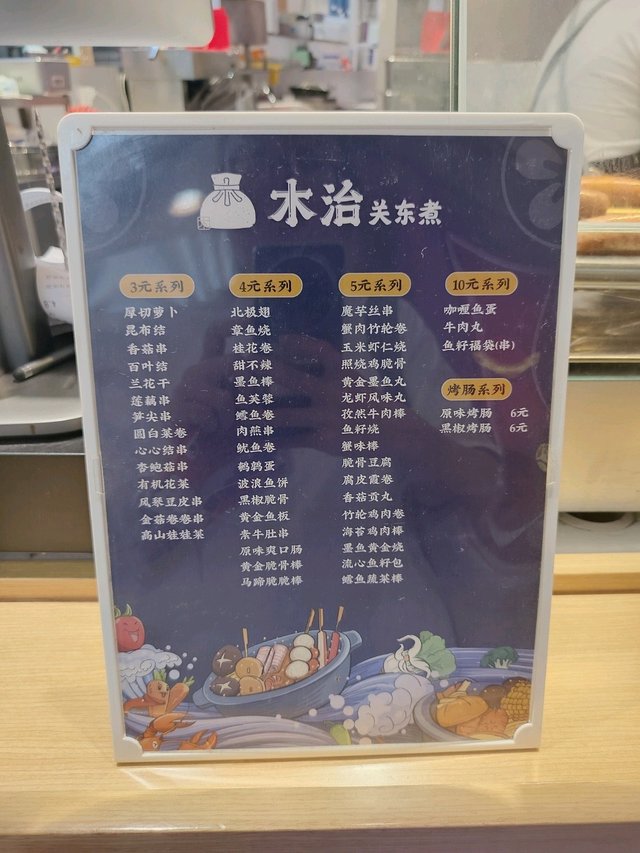 木治关东煮
3元系列
厚切萝卜
昆布结
香菇串
百叶结
兰花干
莲藕串
笋尖串
圆白菜卷
心心结串
杏鲍菇串
有机花菜
风琴豆皮串
金菇卷卷串
高山娃娃菜
4元系列
北极翅
章鱼烧
桂花卷
甜不辣
墨鱼棒
鱼芙蓉
鳕鱼卷
肉燕串
鱿鱼卷
鹌鹑蛋
波浪鱼饼
黑椒脆骨
黄金鱼板
素牛肚串
原味爽口肠
黄金脆骨棒
马蹄脆脆棒
5元系列
魔芋丝串
蟹肉竹轮卷
玉米虾仁烧
照烧鸡脆骨
黄金墨鱼丸
龙虾风味丸
孜然牛肉棒
鱼籽烧
蟹味棒
脆骨豆腐
腐皮霞卷
香菇贡丸
竹轮鸡肉卷
海苔鸡肉棒
墨鱼黄金烧
流心鱼籽包
鳕鱼蔬菜棒
10元系列
咖喱鱼蛋
牛肉丸
鱼籽福袋(串)
烤肠系列
原味烤肠 6元
黑椒烤肠 6元